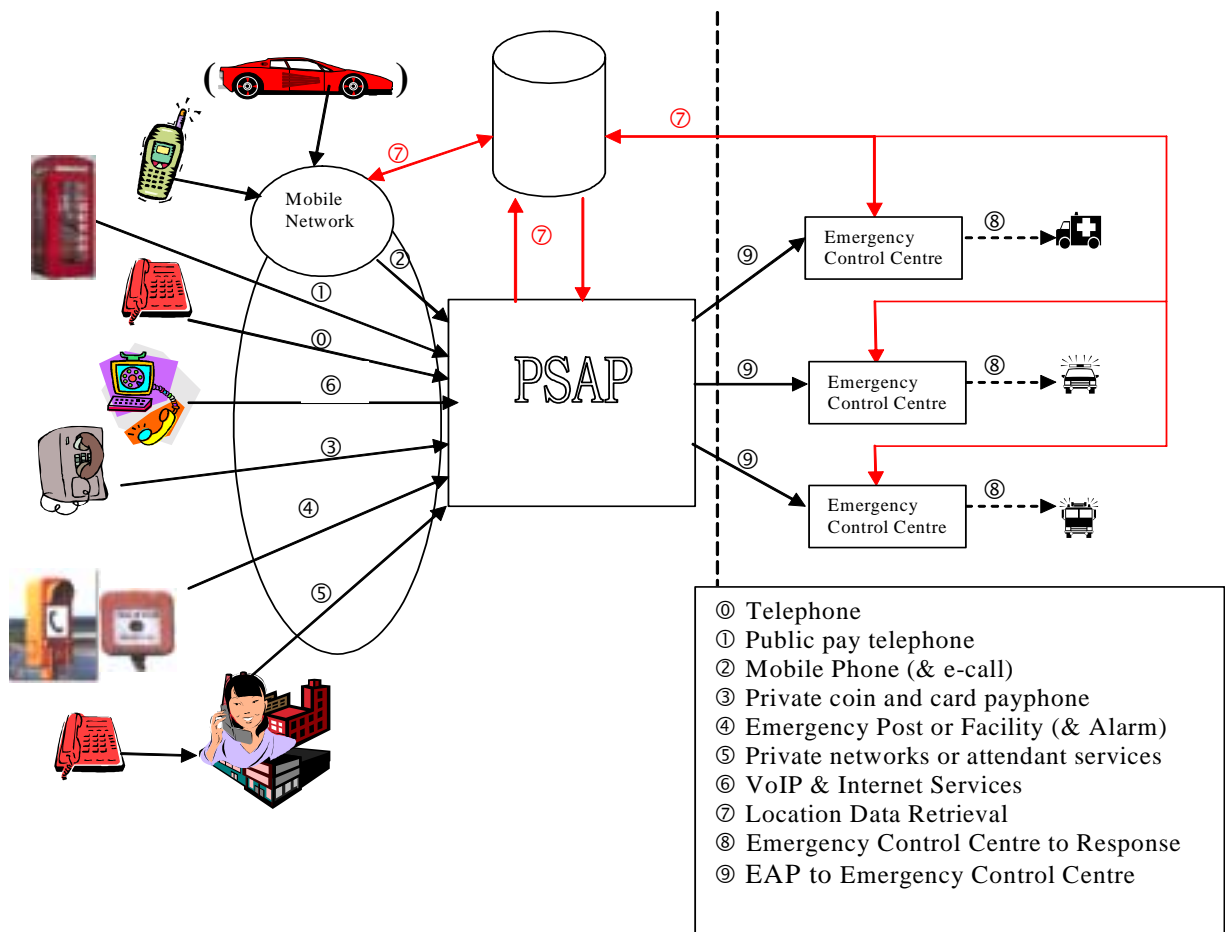 ( )
⑦
⑦
Mobile
Network
⑦
②
①
⓪
⑥
③
④
⑤
PSAP
⑨
⑨
⑨
Emergency
Control Centre
⑧
Emergency
Control Centre
⑧
Emergency
Control Centre
⑧
⓪ Telephone
① Public pay telephone
② Mobile Phone (& e-call)
③ Private coin and card payphone
④ Emergency Post or Facility (& Alarm)
⑤ Private networks or attendant services
⑥ VoIP & Internet Services
⑦ Location Data Retrieval
⑧ Emergency Control Centre to Response
⑨ EAP to Emergency Control Centre